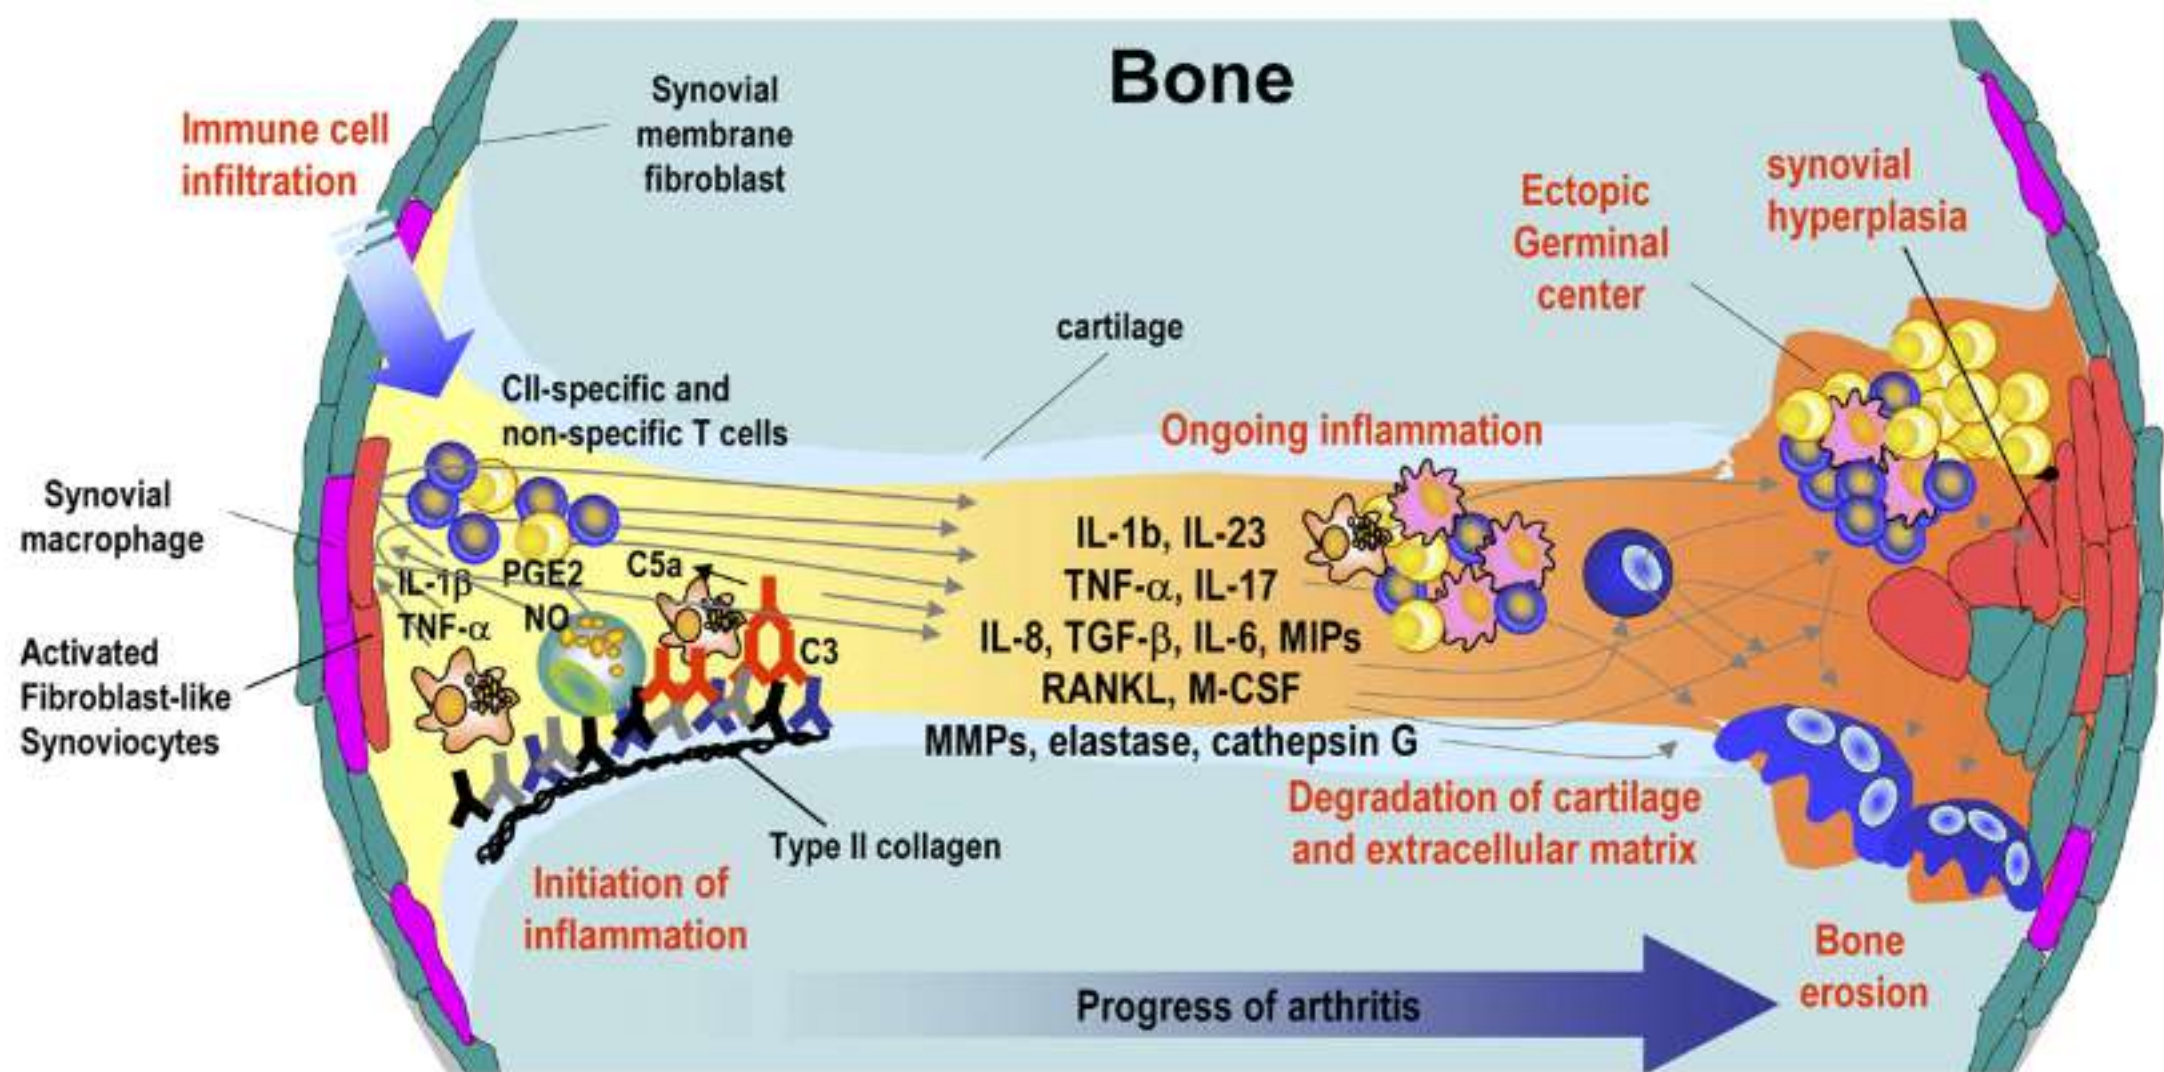 Bone
Immune cell
infiltration
Synovial
membrane
fibroblast
Ectopic
Germinal
center
synovial
hyperplasia
cartilage
CII-specific and
non-specific T cells
Ongoing inflammation
Synovial
macrophage
IL-1β
TNF-α
PGE2
NO
C5a
C3
IL-1b, IL-23
TNF-α, IL-17
IL-8, TGF-β, IL-6, MIPs
RANKL, M-CSF
MMPs, elastase, cathepsin G
Activated
Fibroblast-like
Synoviocytes
Type II collagen
Initiation of
inflammation
Degradation of cartilage
and extracellular matrix
Bone
erosion
Progress of arthritis